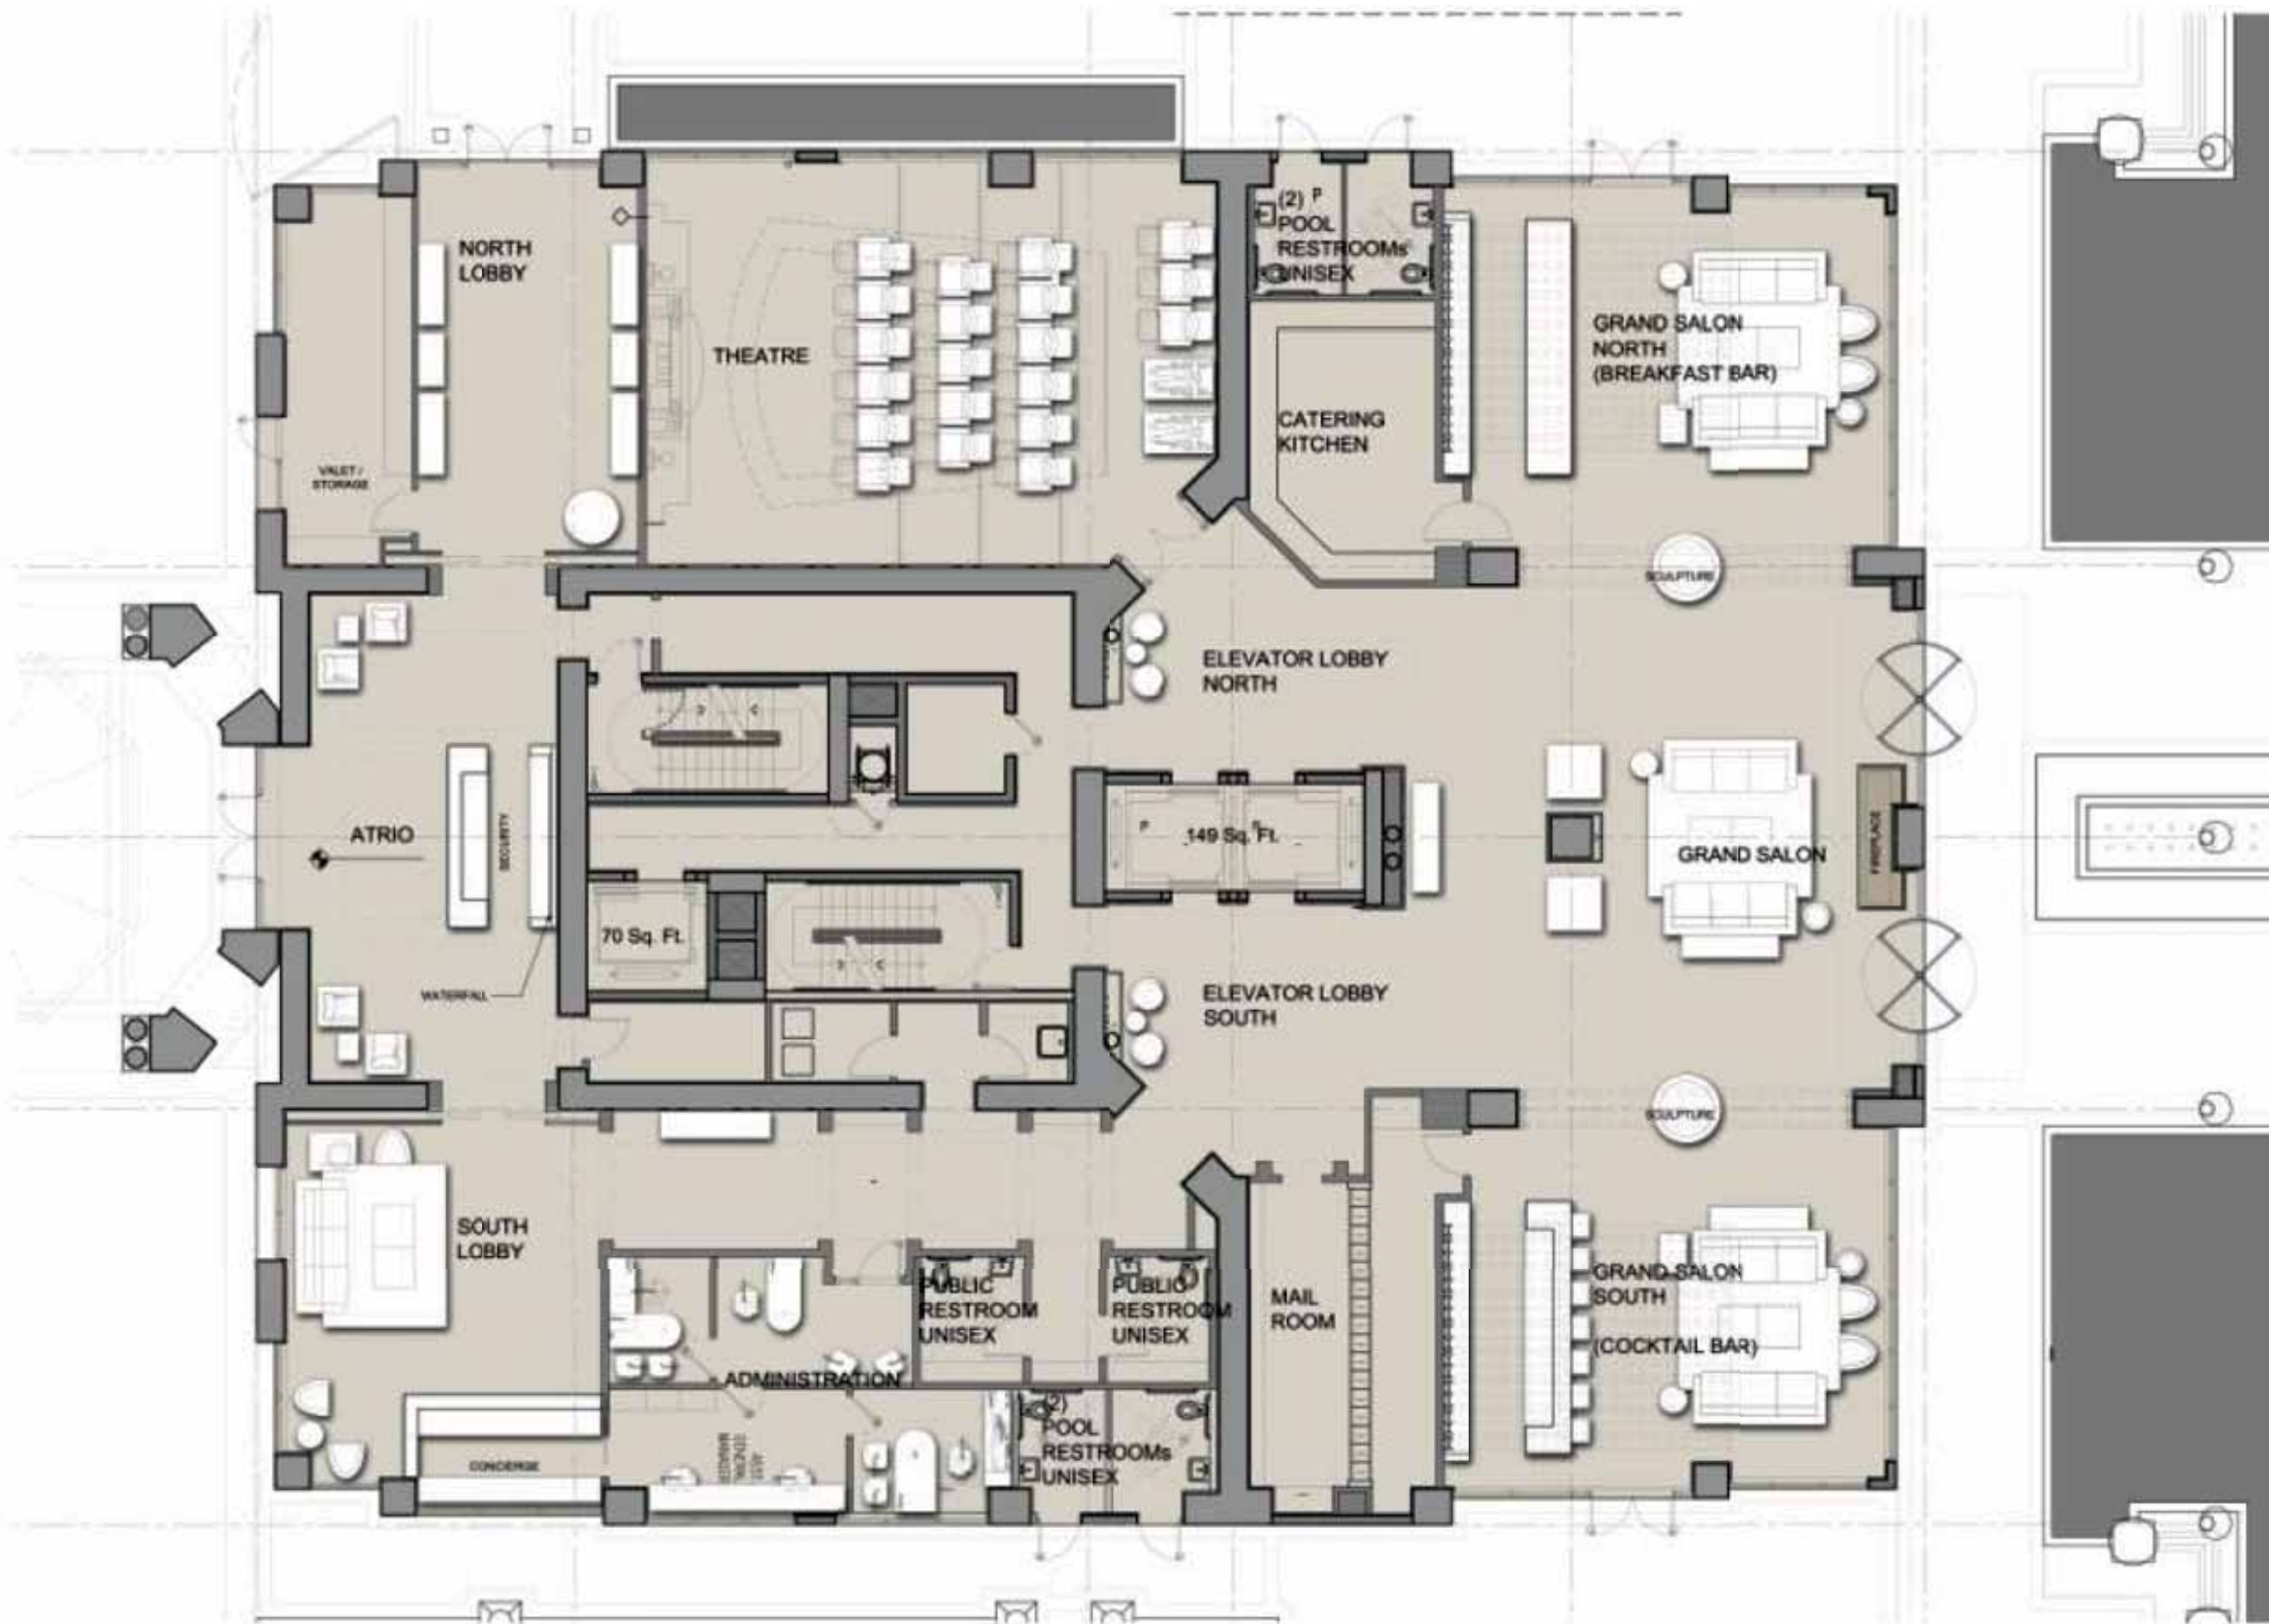 NORTH
LOBBY
THEATRE
(2) P
POOL
RESTROOMs
UNISEX
GRAND SALON
NORTH
(BREAKFAST BAR)
CATERING
KITCHEN
VALET /
STORAGE
SCULPTURE
ELEVATOR LOBBY
NORTH
ATRIO
SECURITY
P
149 Sq. Ft.
GRAND SALON
FIREPLACE
70 Sq. Ft.
WATERFALL
ELEVATOR LOBBY
SOUTH
SCULPTURE
SOUTH
LOBBY
PUBLIC
RESTROOM
UNISEX
PUBLIC
RESTROOM
UNISEX
MAIL
ROOM
GRAND SALON
SOUTH
(COCKTAIL BAR)
ADMINISTRATION
(2)
POOL
RESTROOMs
UNISEX
ASST
GENERAL
MANAGER
CONCIERGE